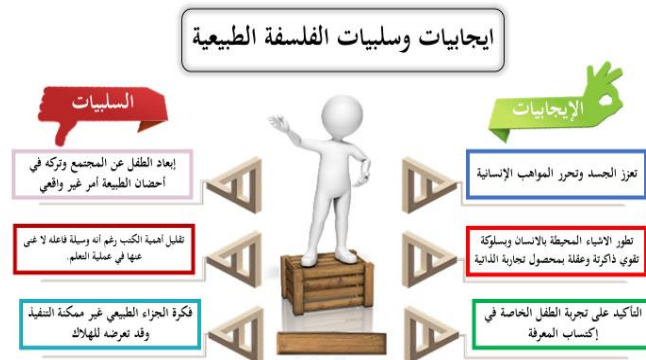 ايجابيات وسلبيات الفلسفة الطبيعية
الإيجابيات
تعزز الجسد وتحرر المواهب الإنسانية
تطور الاشياء المحيطة بالانسان وبسلوكة
تقوي ذاكرتة وعقلة بمحصول تجاربة الذاتية
التأكيد على تجربة الطفل الخاصة في
إكتساب المعرفة
السلبيات
إبعاد الطفل عن المجتمع وتركه في
أحضان الطبيعة أمر غير واقعي
تقليل اهمية الكتب رغم أنه وسيلة فاعله لا غنى
عنها في عملية التعلم.
فكرة الجزاء الطبيعي غير ممكنة التنفيذ
وقد تعرضه للهلاك